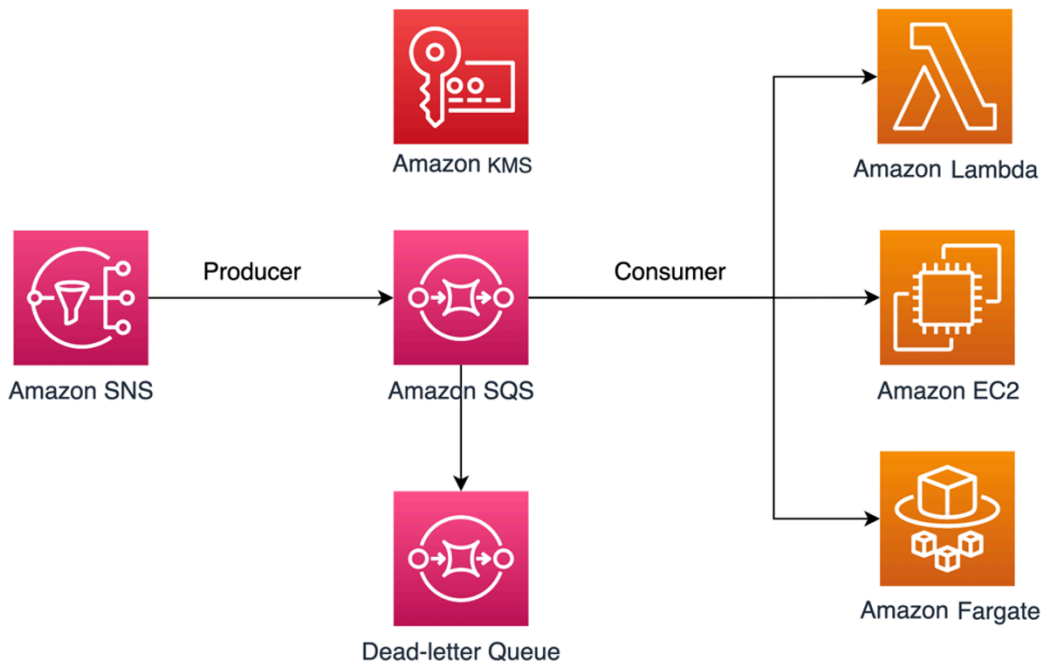 Amazon KMS
Amazon Lambda
Producer
Consumer
Amazon SNS
Amazon SQS
Amazon EC2
Dead-letter Queue
Amazon Fargate